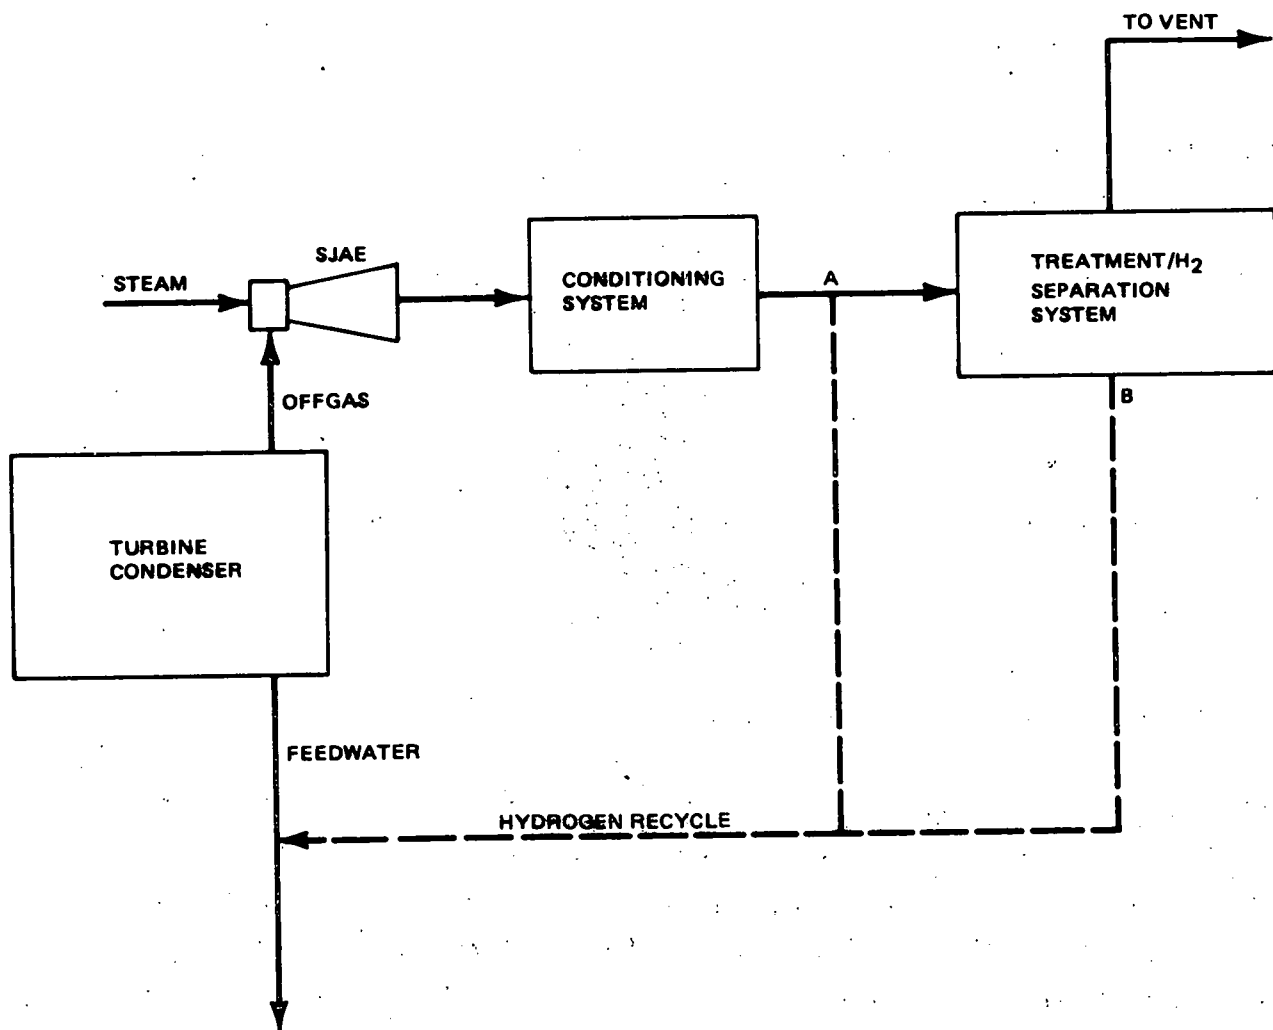 TO VENT
SJAE
STEAM
CONDITIONING
SYSTEM
A
TREATMENT/H₂
SEPARATION
SYSTEM
OFFGAS
B
TURBINE
CONDENSER
FEEDWATER
HYDROGEN RECYCLE